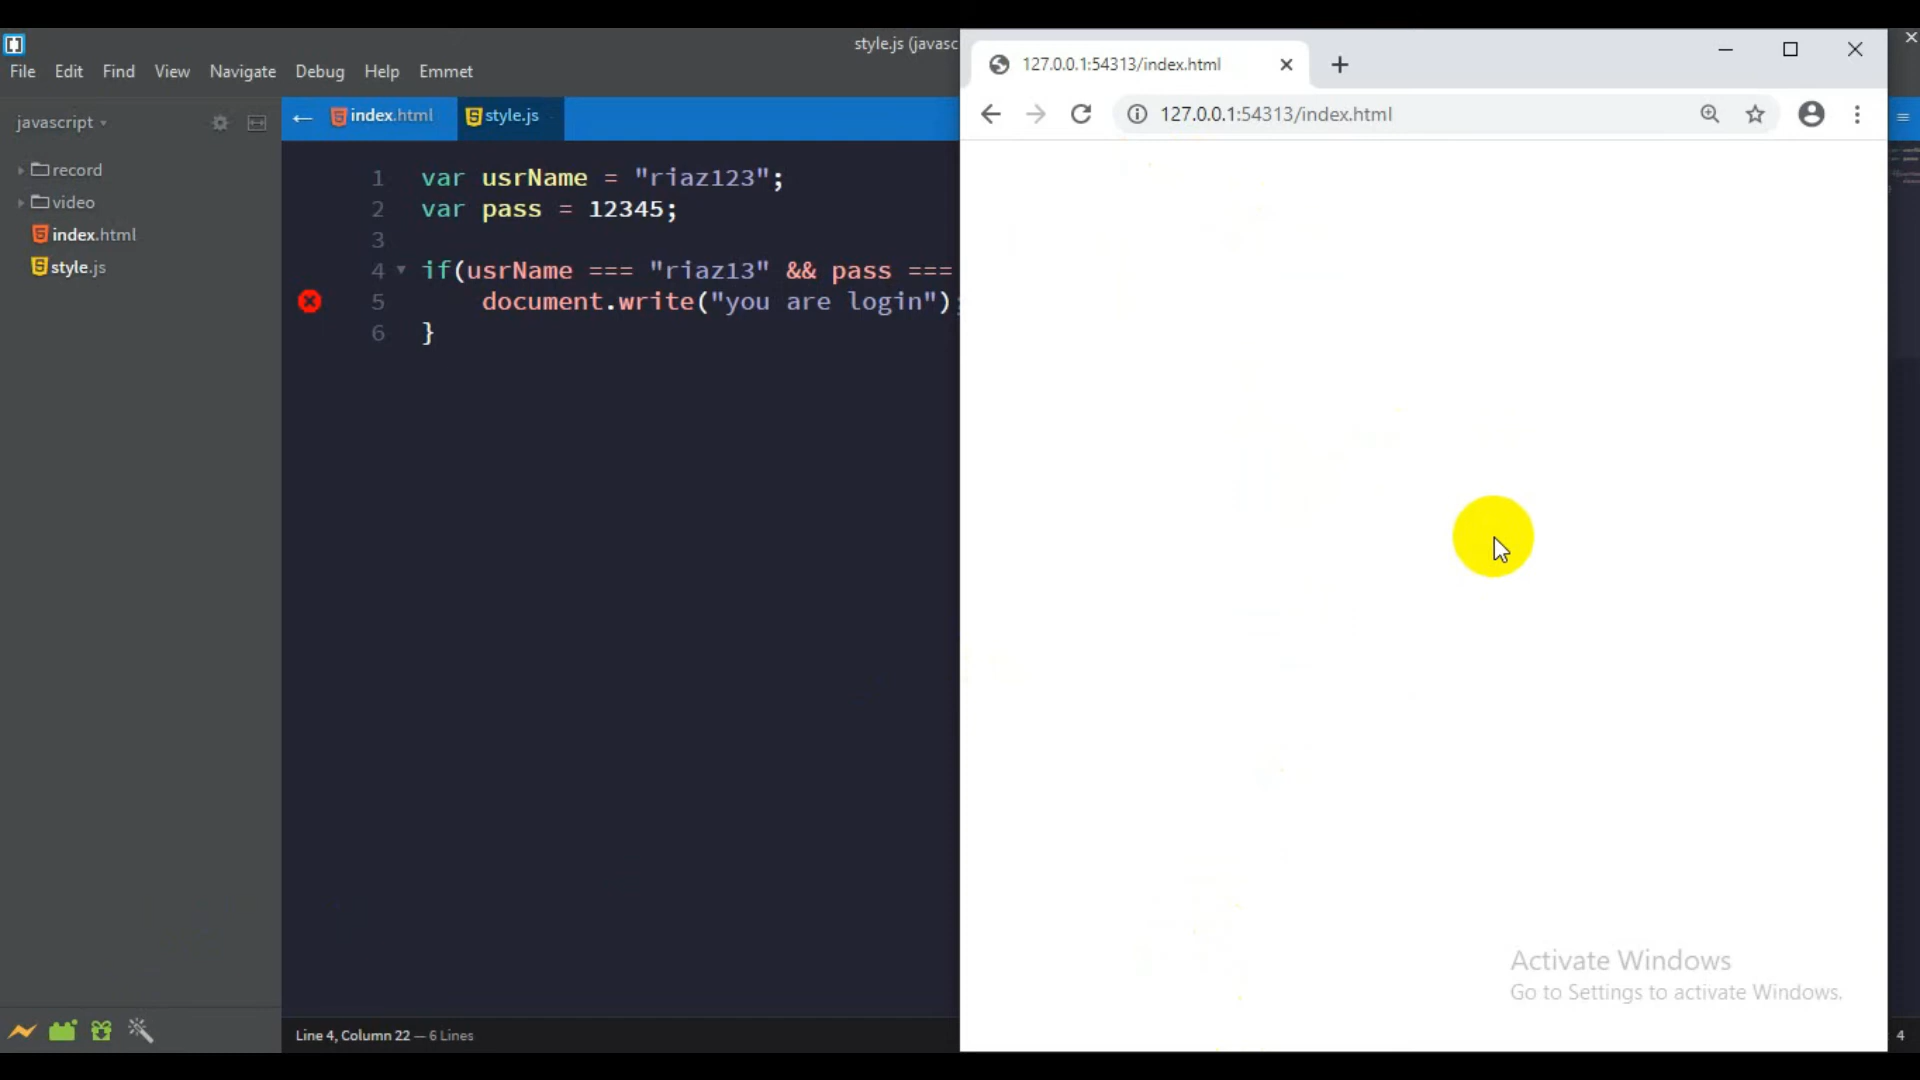 style.js (javasc
File Edit Find View Navigate Debug Help Emmet
127.0.0.1:54313/index.html
127.0.0.1:54313/index.html
javascript
index.html
style.js
record
video
index.html
style.js
1 var usrName = "riaz123";
2 var pass = 12345;
3
4 if(usrName === "riaz13" && pass ===
5 document.write("you are login");
6 }
Activate Windows
Go to Settings to activate Windows.
Line 4, Column 22 — 6 Lines
4